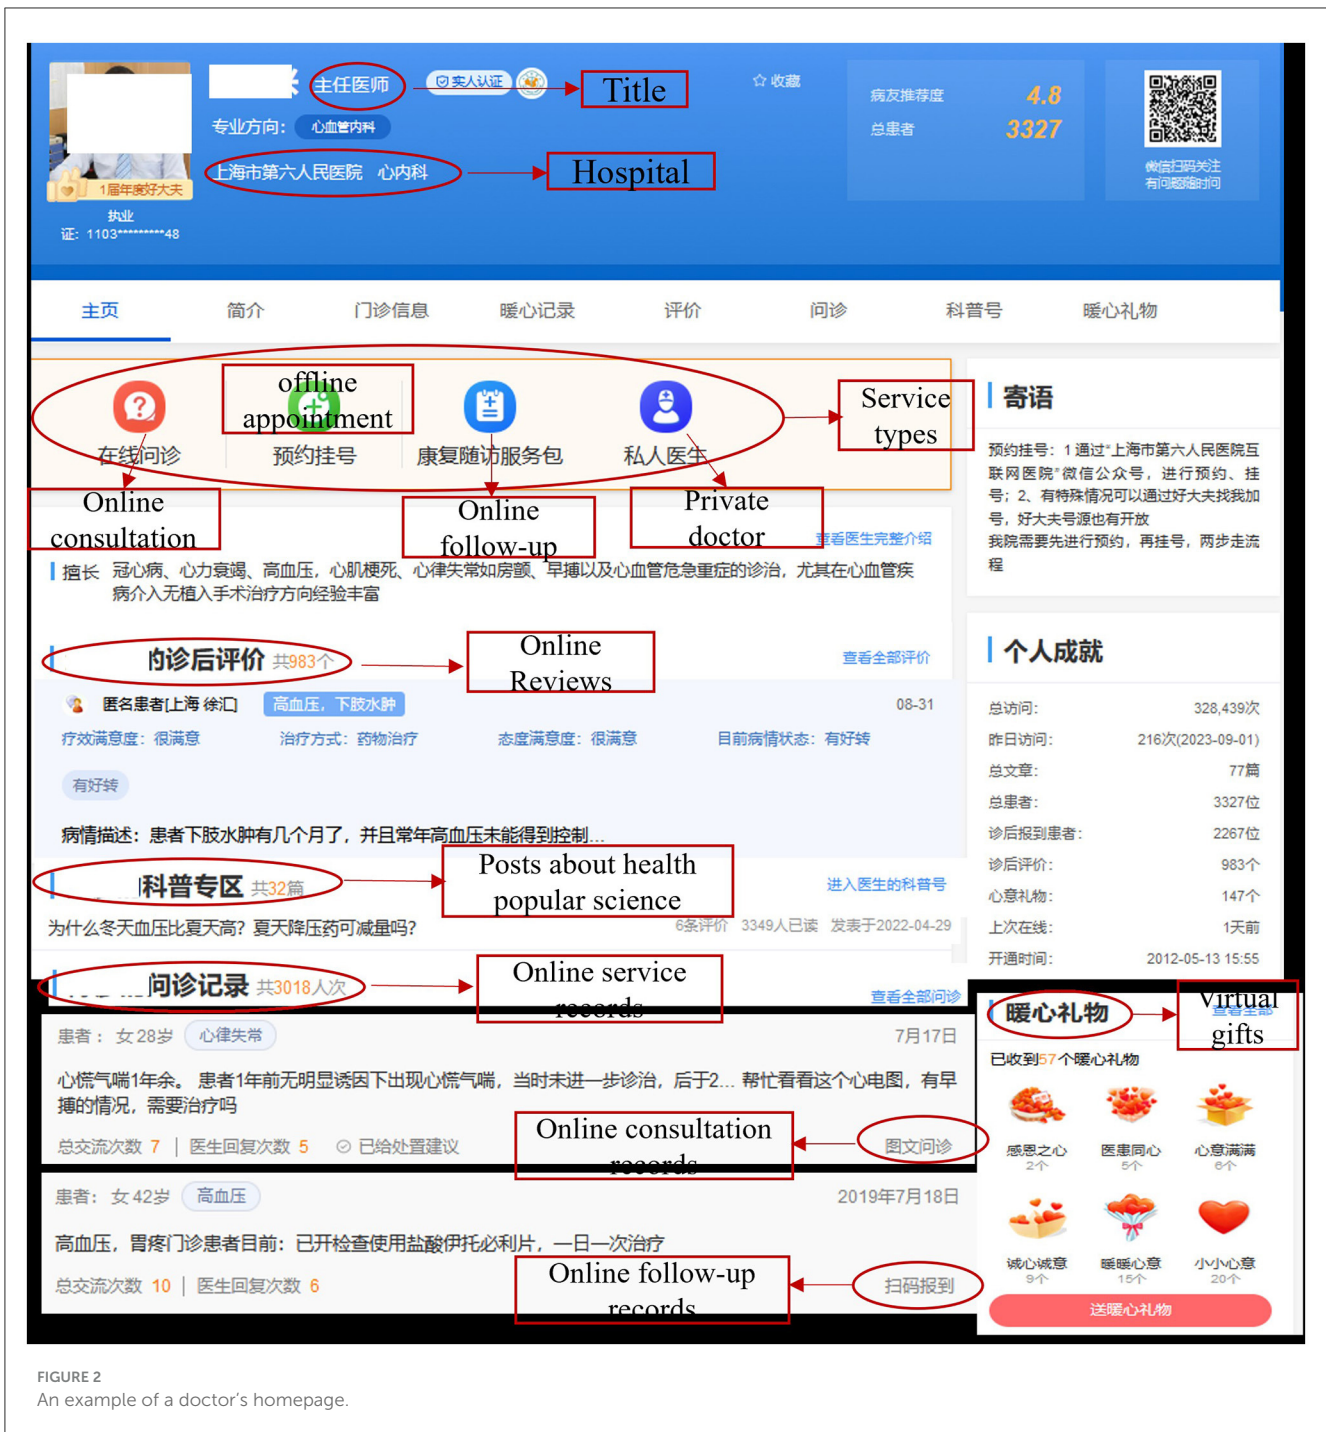 主任医师
实人认证
Title
收藏
病友推荐度 4.8
总患者 3327
专业方向： 心血管内科
上海市第六人民医院 心内科
Hospital
微信扫码关注
有问题随时问
1届年度好大夫
执业
证：1103*********48
主页 简介 门诊信息 暖心记录 评价 问诊 科普号 暖心礼物
offline
appointment
在线问诊 预约挂号 康复随访服务包 私人医生
Service
types
Online
consultation
Online
follow-up
Private
doctor
查看医生完整介绍
擅长 冠心病、心力衰竭、高血压，心肌梗死、心律失常如房颤、早搏以及心血管危急重症的诊治，尤其在心血管疾
病介入无植入手术治疗方向经验丰富
寄语
预约挂号：1 通过“上海市第六人民医院互
联网医院”微信公众号，进行预约、挂
号；2、有特殊情况可以通过好大夫找我加
号，好大夫号源也有开放
我院需要先进行预约，再挂号，两步走流
程
的诊后评价 共983个
Online
Reviews
查看全部评价
匿名患者[上海 徐汇] 高血压，下肢水肿 08-31
疗效满意度：很满意 治疗方式：药物治疗 态度满意度：很满意 目前病情状态：有好转
有好转
病情描述：患者下肢水肿有几个月了，并且常年高血压未能得到控制...
科普专区 共32篇
Posts about health
popular science
进入医生的科普号
为什么冬天血压比夏天高？夏天降压药可减量吗？ 6条评价 3349人已读 发表于2022-04-29
问诊记录 共3018人次
Online service
records
查看全部问诊
个人成就
总访问： 328,439次
昨日访问： 216次(2023-09-01)
总文章： 77篇
总患者： 3327位
诊后报到患者： 2267位
诊后评价： 983个
心意礼物： 147个
上次在线： 1天前
开通时间： 2012-05-13 15:55
患者： 女 28岁 心律失常 7月17日
心慌气喘1年余。 患者1年前无明显诱因下出现心慌气喘，当时未进一步诊治，后于2... 帮忙看看这个心电图，有早
搏的情况，需要治疗吗
总交流次数 7 | 医生回复次数 5 已给处置建议
Online consultation
records
图文问诊
患者： 女 42岁 高血压 2019年7月18日
高血压，胃疼门诊患者目前：已开检查使用盐酸伊托必利片，一日一次治疗
总交流次数 10 | 医生回复次数 6
Online follow-up
records
扫码报到
暖心礼物
查看全部
Virtual
gifts
已收到57个暖心礼物
感恩之心 医患同心 心意满满
2个 5个 6个
诚心诚意 暖暖心意 小小心意
9个 15个 20个
送暖心礼物
FIGURE 2
An example of a doctor’s homepage.